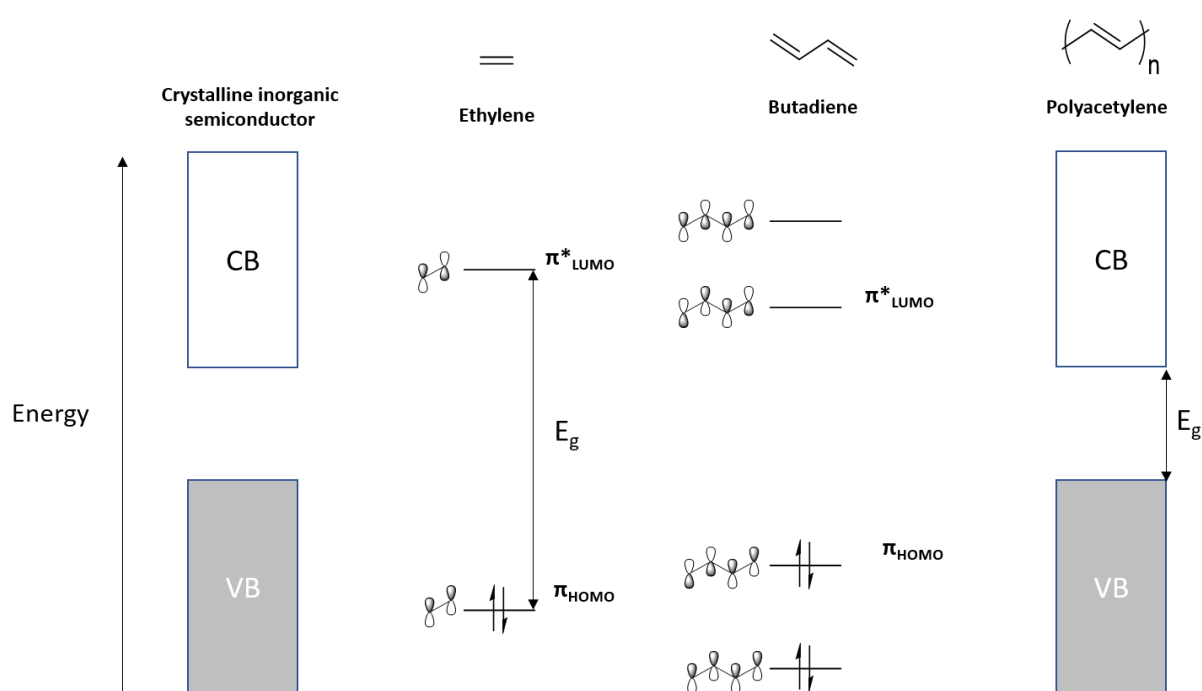 n
Crystalline inorganic
semiconductor
Ethylene
Butadiene
Polyacetylene
CB
π*LUMO
CB
π*LUMO
Energy
Eg
Eg
πHOMO
VB
πHOMO
VB